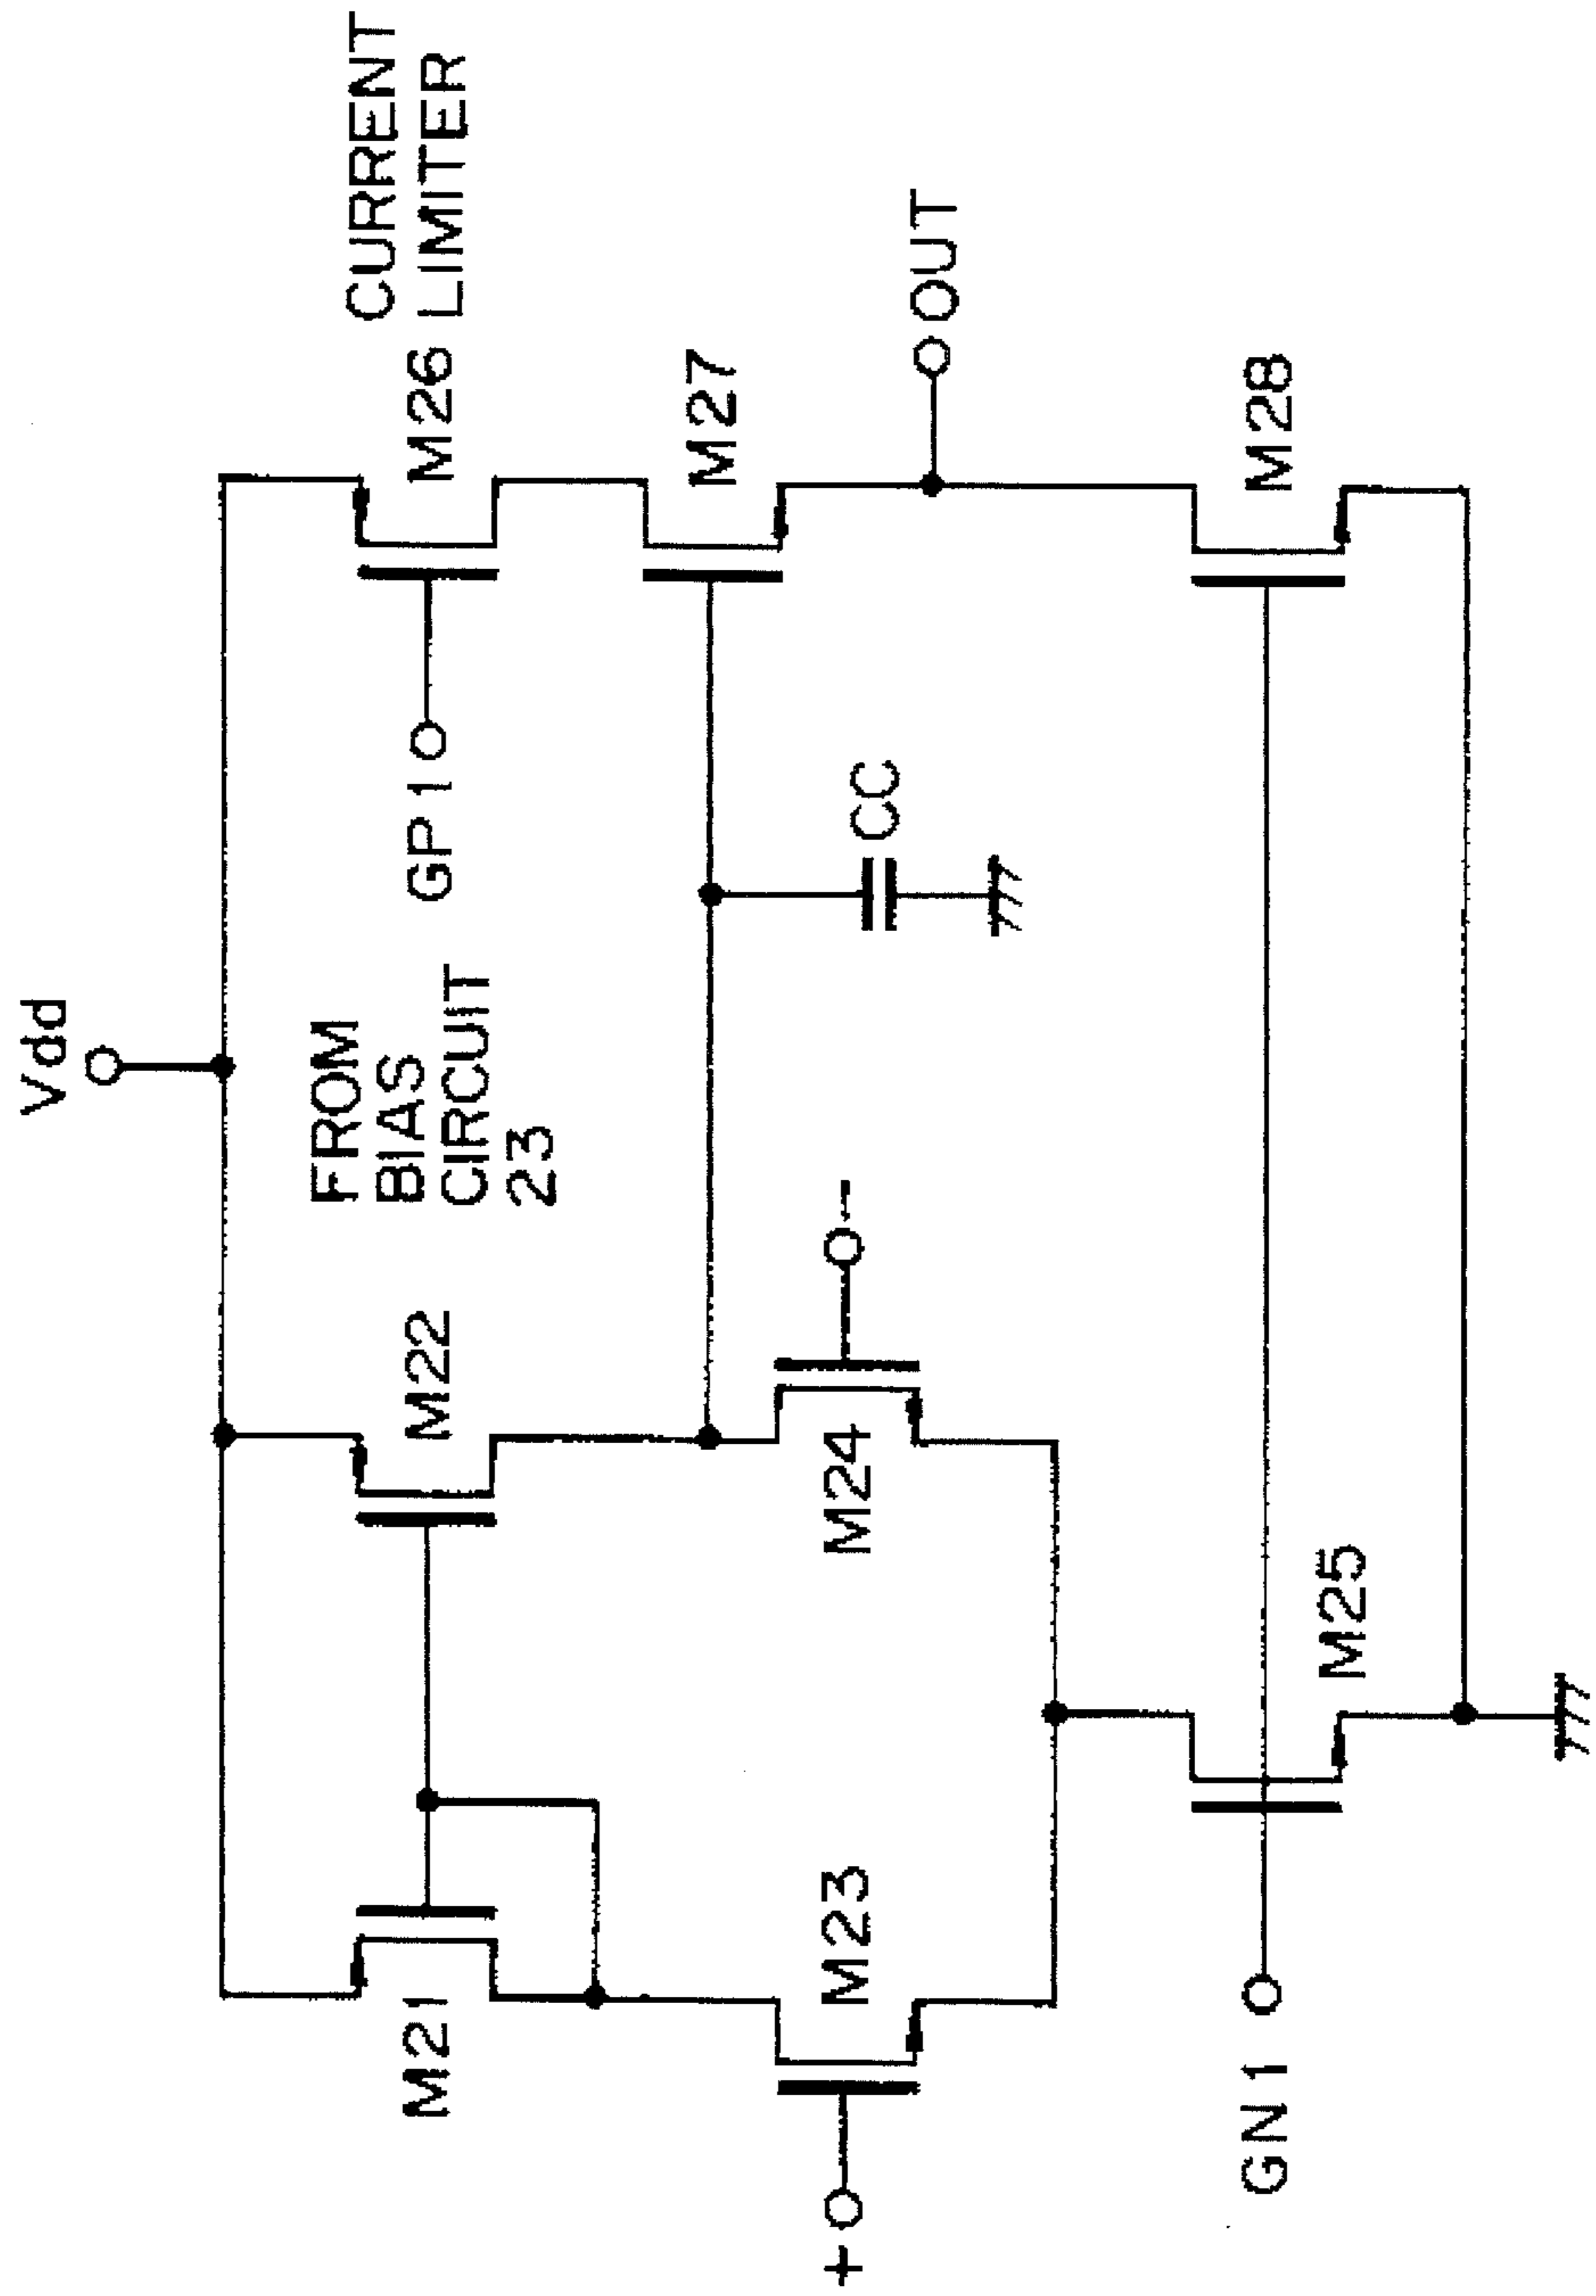 Vdd
CURRENT
LIMITER
M26
FROM
BIAS
CIRCUIT
23
GP1
M21
M22
M27
CC
OUT
+
M23
M24
-
GN1
M25
M28